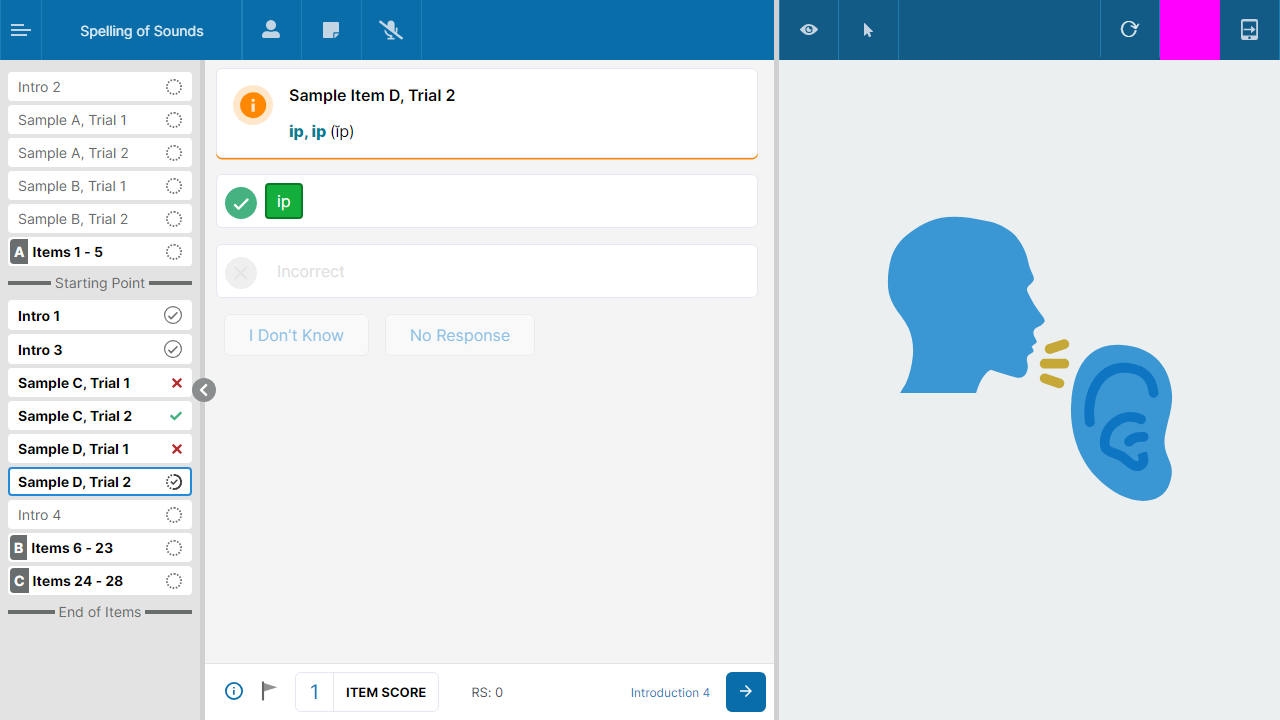 Spelling of Sounds
Intro 2
Sample A, Trial 1
Sample A, Trial 2
Sample B, Trial 1
Sample B, Trial 2
A Items 1 - 5
Starting Point
Intro 1
Intro 3
Sample C, Trial 1
Sample C, Trial 2
Sample D, Trial 1
Sample D, Trial 2
Intro 4
B Items 6 - 23
C Items 24 - 28
End of Items
Sample Item D, Trial 2
ip, ip (ĭp)
ip
Incorrect
I Don't Know
No Response
1 ITEM SCORE
RS: 0
Introduction 4